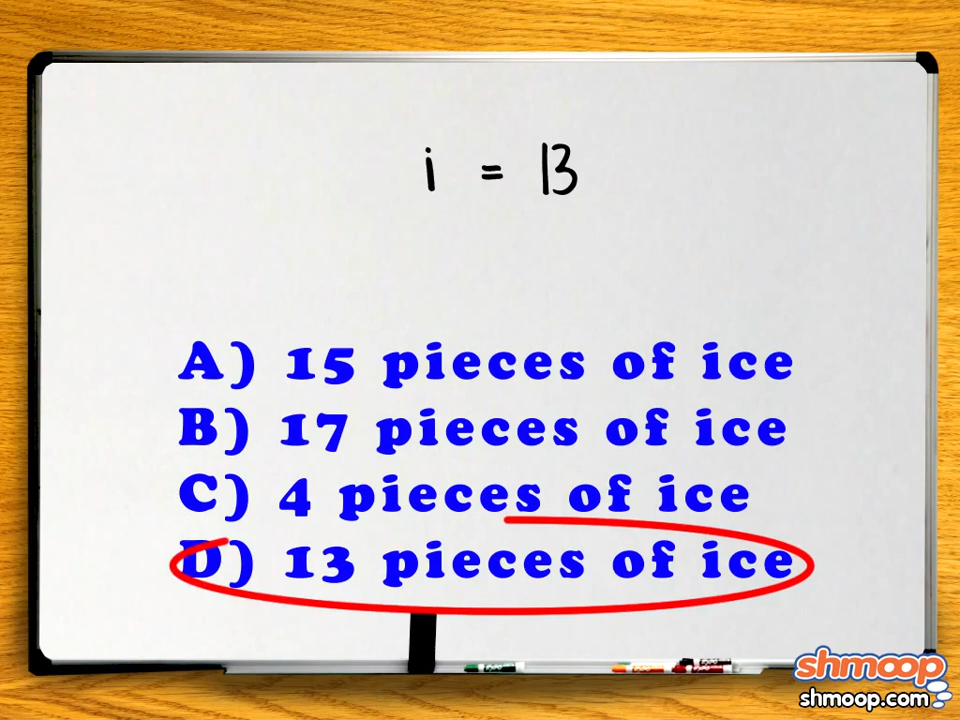 i = 13
A) 15 pieces of ice
B) 17 pieces of ice
C) 4 pieces of ice
D) 13 pieces of ice
shmoop
shmoop.com